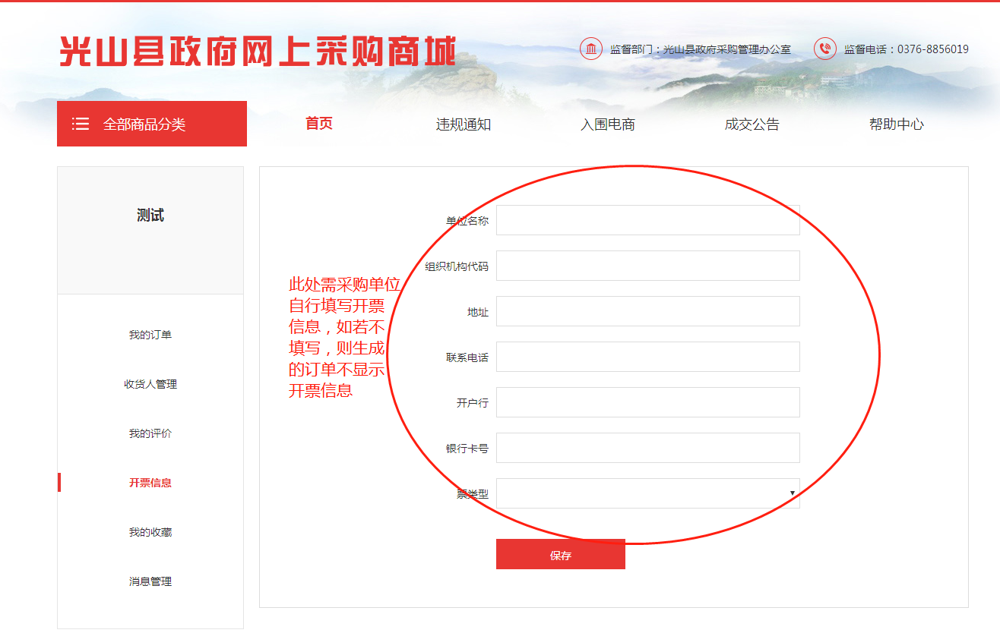 光山县政府网上采购商城
监督部门：光山县政府采购管理办公室
监督电话：0376-8856019
全部商品分类
首页
违规通知
入围电商
成交公告
帮助中心
测试
我的订单
收货人管理
我的评价
开票信息
我的收藏
消息管理
此处需采购单位
自行填写开票
信息，如若不
填写，则生成
的订单不显示
开票信息
单位名称
组织机构代码
地址
联系电话
开户行
银行卡号
票类型
保存